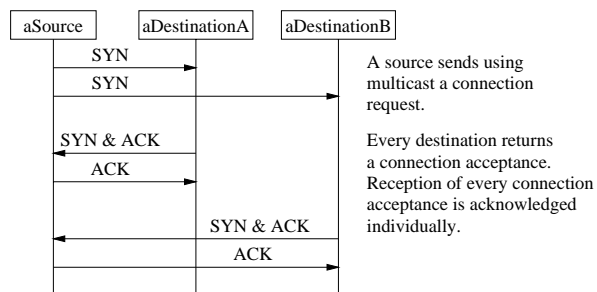 aSource
aDestinationA
aDestinationB
SYN
SYN
A source sends using
multicast a connection
request.
SYN & ACK
ACK
Every destination returns
a connection acceptance.
Reception of every connection
acceptance is acknowledged
individually.
SYN & ACK
ACK